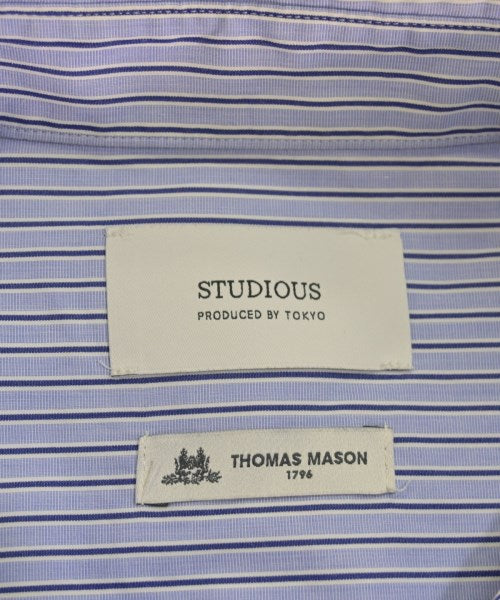 STUDIOUS
PRODUCED BY TOKYO
THOMAS MASON
1796